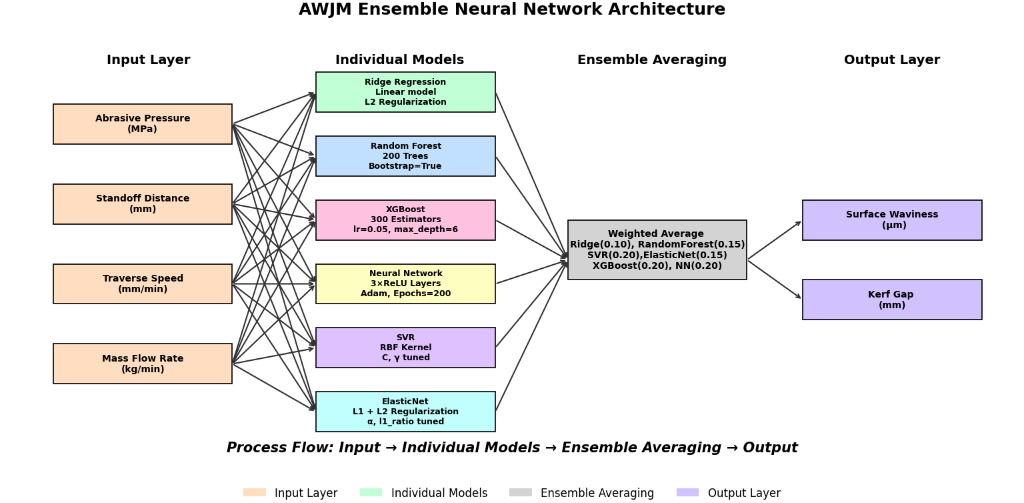 AWJM Ensemble Neural Network Architecture
Input Layer
Individual Models
Ensemble Averaging
Output Layer
Abrasive Pressure
(MPa)
Standoff Distance
(mm)
Traverse Speed
(mm/min)
Mass Flow Rate
(kg/min)
Ridge Regression
Linear model
L2 Regularization
Random Forest
200 Trees
Bootstrap=True
XGBoost
300 Estimators
lr=0.05, max_depth=6
Neural Network
3×ReLU Layers
Adam, Epochs=200
SVR
RBF Kernel
C, γ tuned
ElasticNet
L1 + L2 Regularization
α, l1_ratio tuned
Weighted Average
Ridge(0.10), RandomForest(0.15)
SVR(0.20),ElasticNet(0.15)
XGBoost(0.20), NN(0.20)
Surface Waviness
(μm)
Kerf Gap
(mm)
Process Flow: Input → Individual Models → Ensemble Averaging → Output
Input Layer
Individual Models
Ensemble Averaging
Output Layer